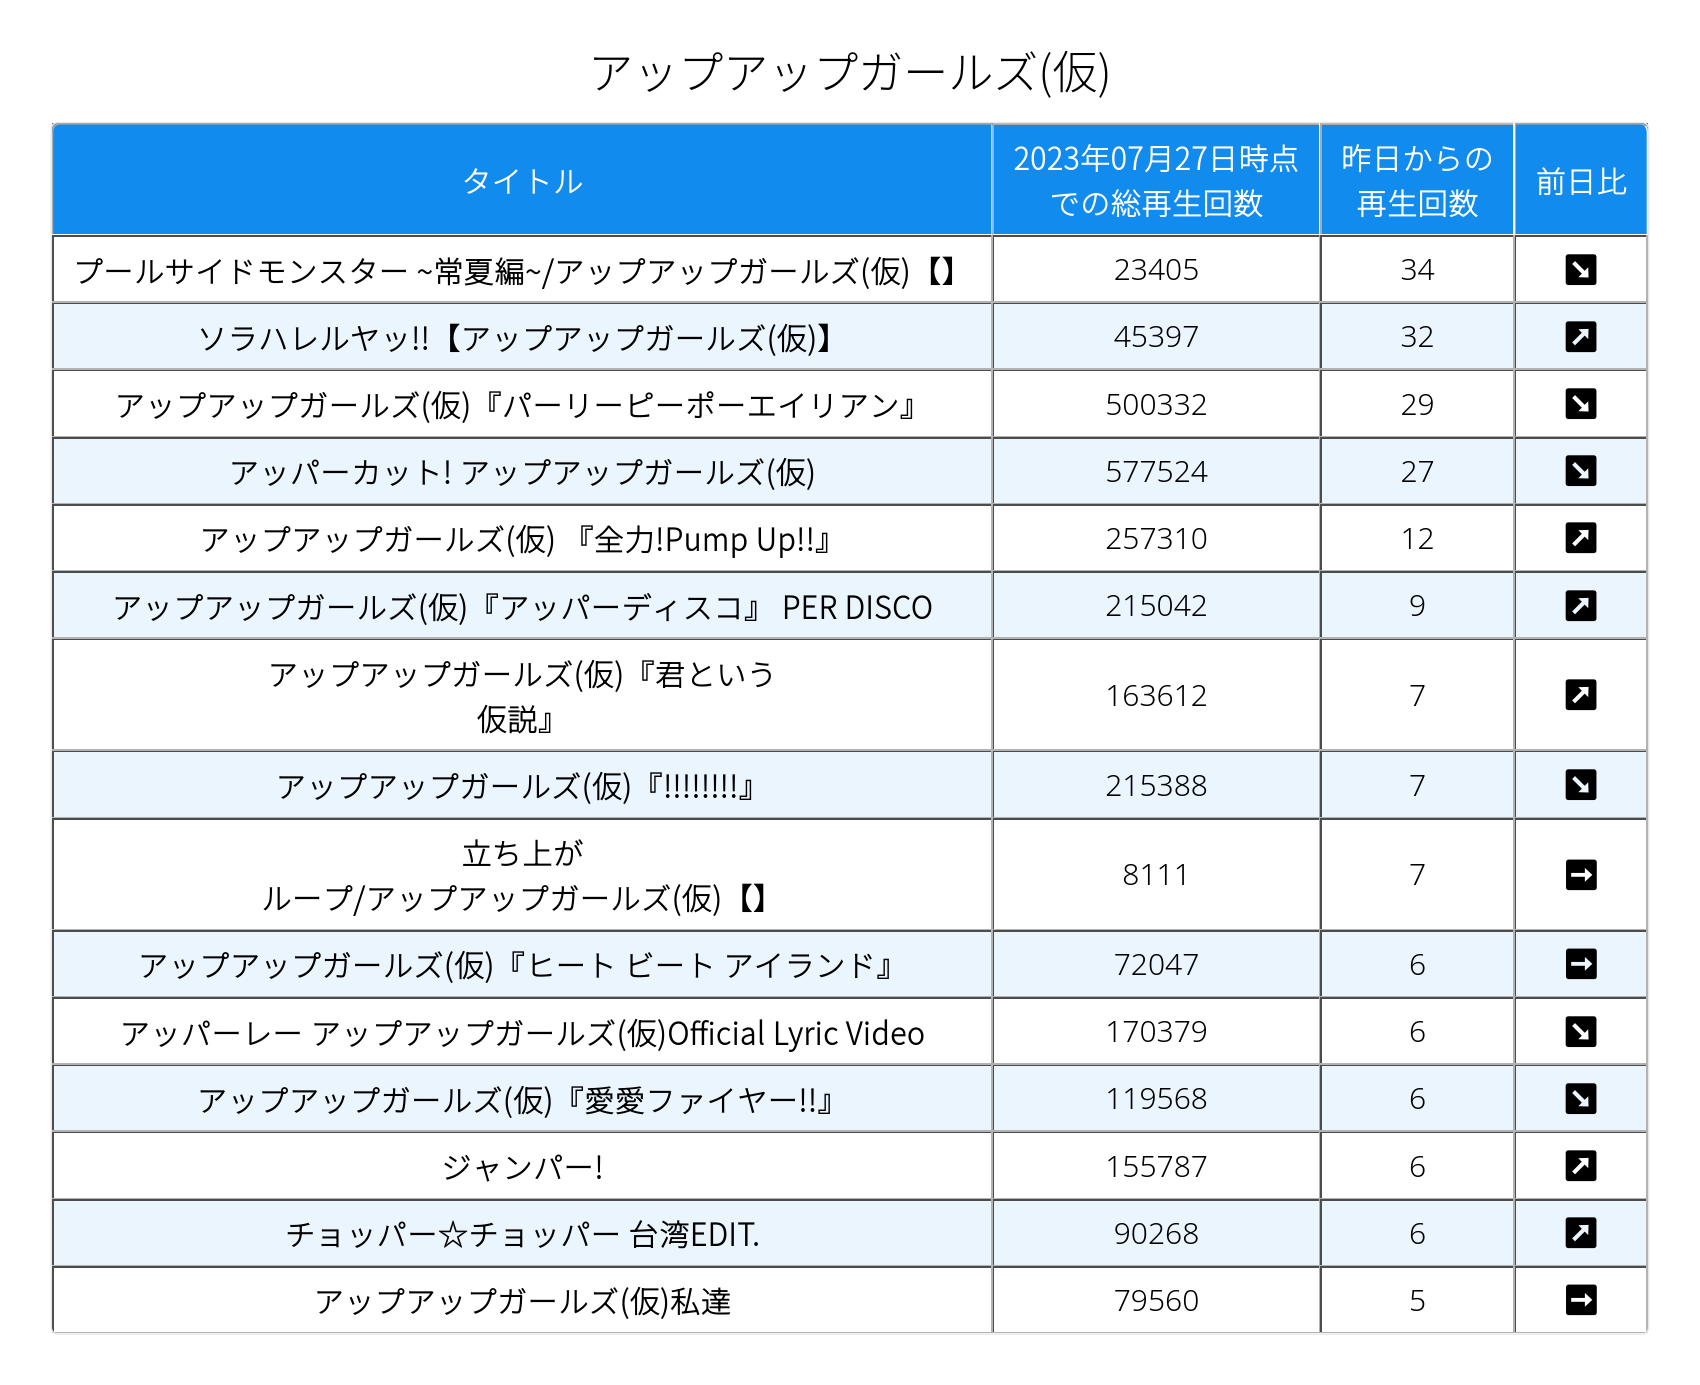 アップアップガールズ(仮)
タイトル
2023年07月27日時点
での総再生回数
昨日からの
再生回数
前日比
プールサイドモンスター ~常夏編~/アップアップガールズ(仮)【】 23405 34 ↘
ソラハレルヤッ!!【アップアップガールズ(仮)】 45397 32 ↗
アップアップガールズ(仮)『パーリーピーポーエイリアン』 500332 29 ↘
アッパーカット! アップアップガールズ(仮) 577524 27 ↘
アップアップガールズ(仮) 『全力!Pump Up!!』 257310 12 ↗
アップアップガールズ(仮)『アッパーディスコ』 PER DISCO 215042 9 ↗
アップアップガールズ(仮)『君という
仮説』 163612 7 ↗
アップアップガールズ(仮)『!!!!!!!!』 215388 7 ↘
立ち上が
ループ/アップアップガールズ(仮)【】 8111 7 →
アップアップガールズ(仮)『ヒート ビート アイランド』 72047 6 →
アッパーレー アップアップガールズ(仮)Official Lyric Video 170379 6 ↘
アップアップガールズ(仮)『愛愛ファイヤー!!』 119568 6 ↘
ジャンパー! 155787 6 ↗
チョッパー☆チョッパー 台湾EDIT. 90268 6 ↗
アップアップガールズ(仮)私達 79560 5 →